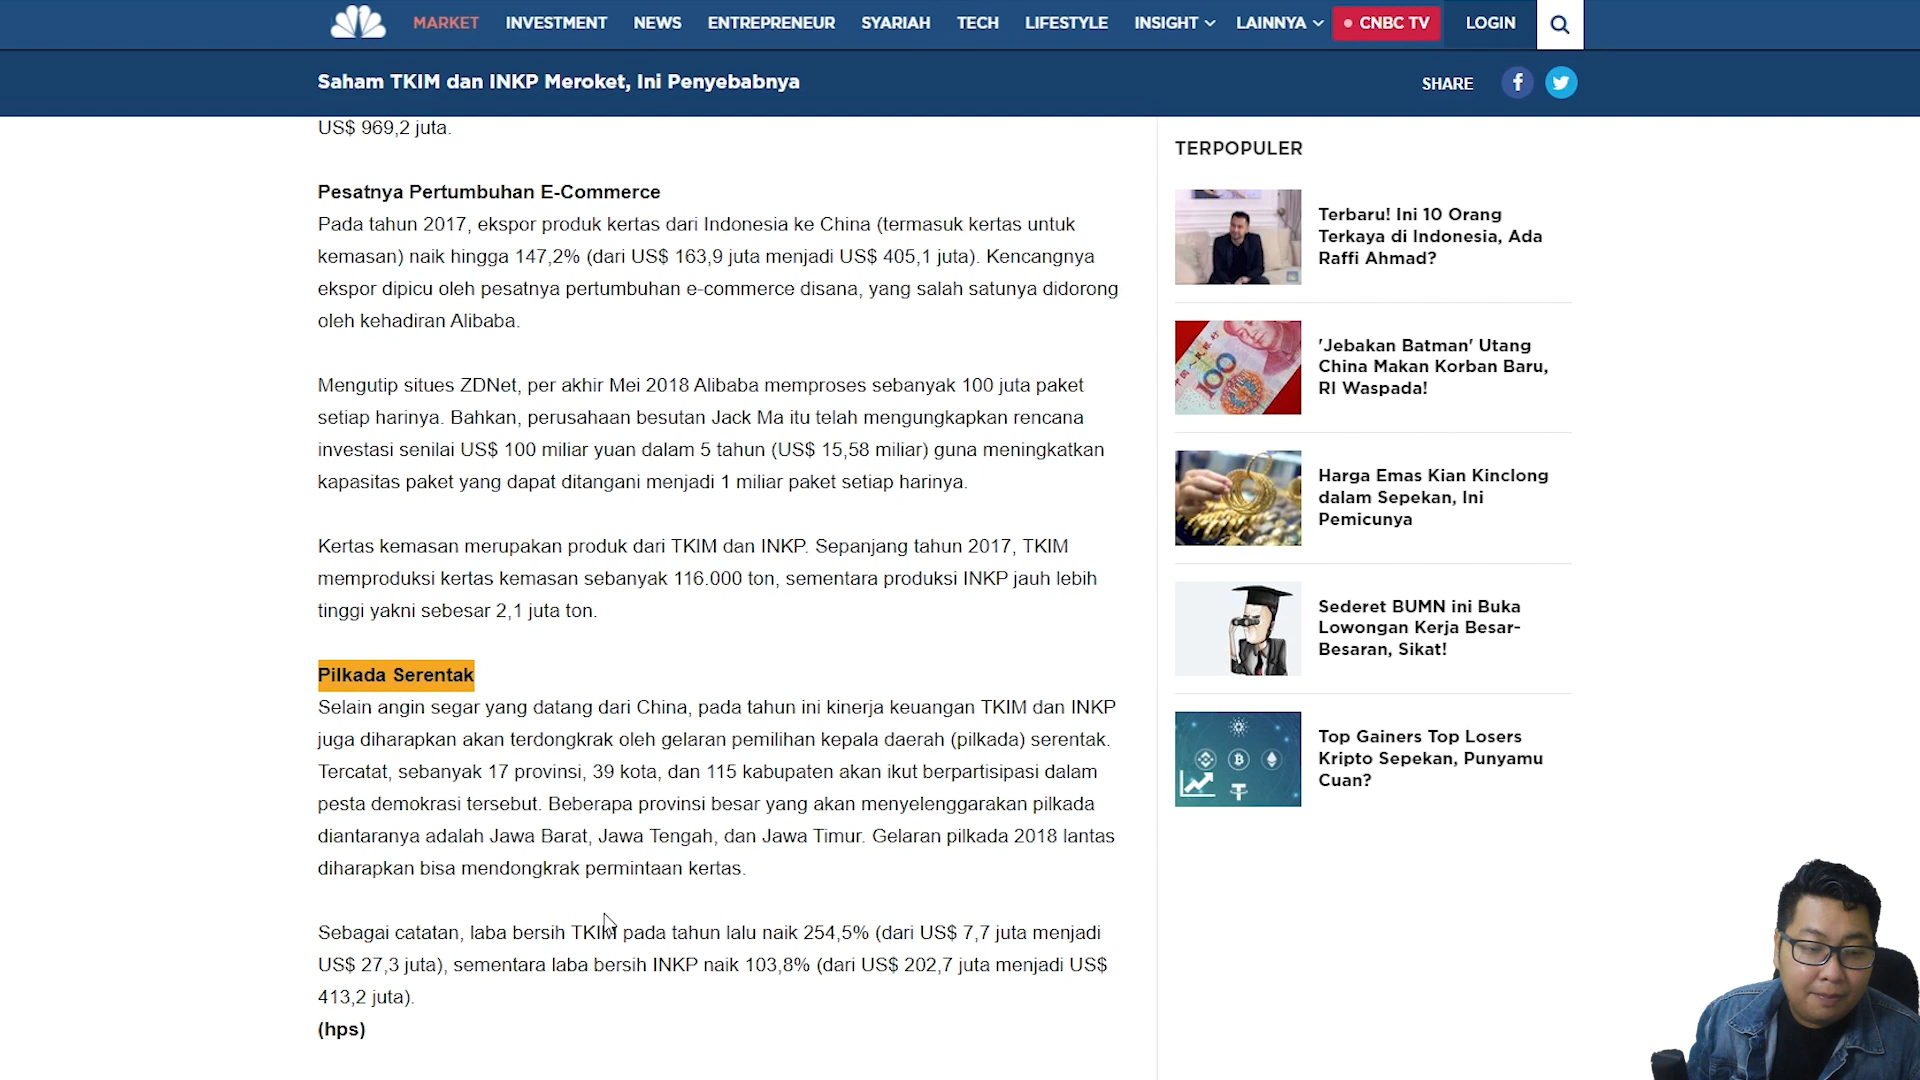 MARKET INVESTMENT NEWS ENTREPRENEUR SYARIAH TECH LIFESTYLE INSIGHT LAINNYA CNBC TV LOGIN
Saham TKIM dan INKP Meroket, Ini Penyebabnya
SHARE
US$ 969,2 juta.
Pesatnya Pertumbuhan E-Commerce
Pada tahun 2017, ekspor produk kertas dari Indonesia ke China (termasuk kertas untuk
kemasan) naik hingga 147,2% (dari US$ 163,9 juta menjadi US$ 405,1 juta). Kencangnya
ekspor dipicu oleh pesatnya pertumbuhan e-commerce disana, yang salah satunya didorong
oleh kehadiran Alibaba.
Mengutip situes ZDNet, per akhir Mei 2018 Alibaba memproses sebanyak 100 juta paket
setiap harinya. Bahkan, perusahaan besutan Jack Ma itu telah mengungkapkan rencana
investasi senilai US$ 100 miliar yuan dalam 5 tahun (US$ 15,58 miliar) guna meningkatkan
kapasitas paket yang dapat ditangani menjadi 1 miliar paket setiap harinya.
Kertas kemasan merupakan produk dari TKIM dan INKP. Sepanjang tahun 2017, TKIM
memproduksi kertas kemasan sebanyak 116.000 ton, sementara produksi INKP jauh lebih
tinggi yakni sebesar 2,1 juta ton.
Pilkada Serentak
Selain angin segar yang datang dari China, pada tahun ini kinerja keuangan TKIM dan INKP
juga diharapkan akan terdongkrak oleh gelaran pemilihan kepala daerah (pilkada) serentak.
Tercatat, sebanyak 17 provinsi, 39 kota, dan 115 kabupaten akan ikut berpartisipasi dalam
pesta demokrasi tersebut. Beberapa provinsi besar yang akan menyelenggarakan pilkada
diantaranya adalah Jawa Barat, Jawa Tengah, dan Jawa Timur. Gelaran pilkada 2018 lantas
diharapkan bisa mendongkrak permintaan kertas.
Sebagai catatan, laba bersih TKIM pada tahun lalu naik 254,5% (dari US$ 7,7 juta menjadi
US$ 27,3 juta), sementara laba bersih INKP naik 103,8% (dari US$ 202,7 juta menjadi US$
413,2 juta).
(hps)
TERPOPULER
Terbaru! Ini 10 Orang
Terkaya di Indonesia, Ada
Raffi Ahmad?
'Jebakan Batman' Utang
China Makan Korban Baru,
RI Waspada!
100
Harga Emas Kian Kinclong
dalam Sepekan, Ini
Pemicunya
Sederet BUMN ini Buka
Lowongan Kerja Besar-
Besaran, Sikat!
Top Gainers Top Losers
Kripto Sepekan, Punyamu
Cuan?